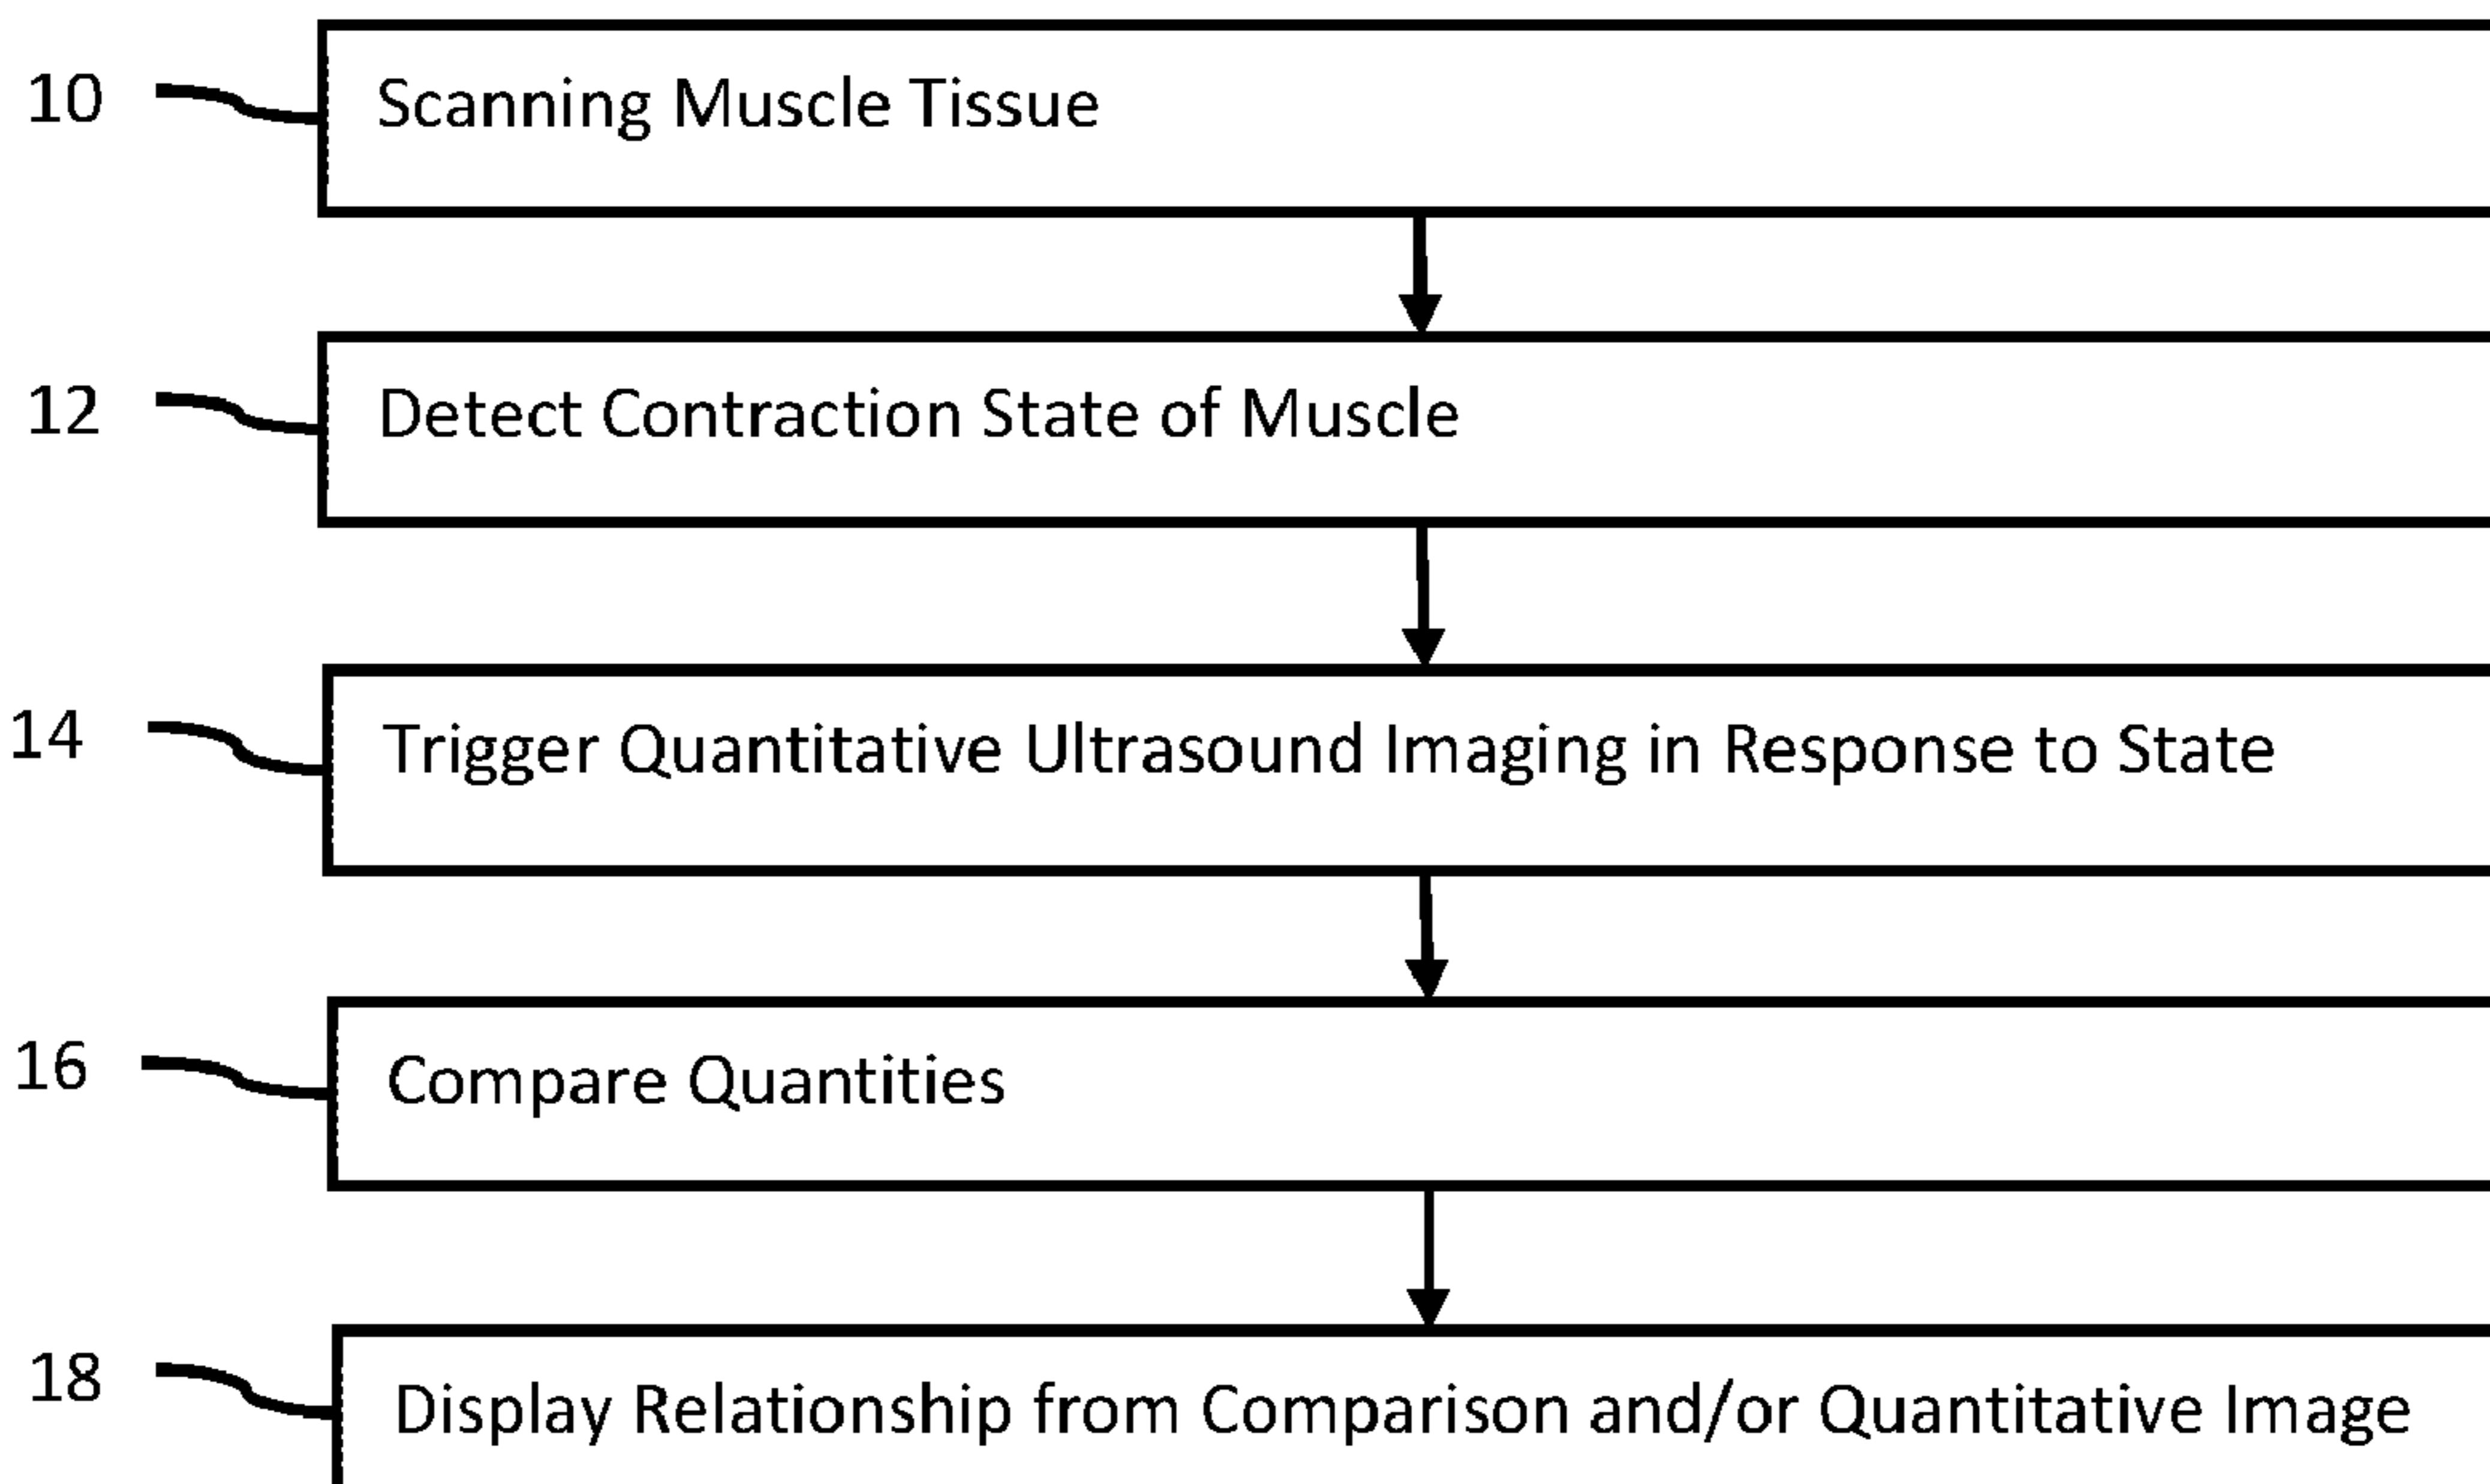 10 Scanning Muscle Tissue
12 Detect Contraction State of Muscle
14 Trigger Quantitative Ultrasound Imaging in Response to State
16 Compare Quantities
18 Display Relationship from Comparison and/or Quantitative Image